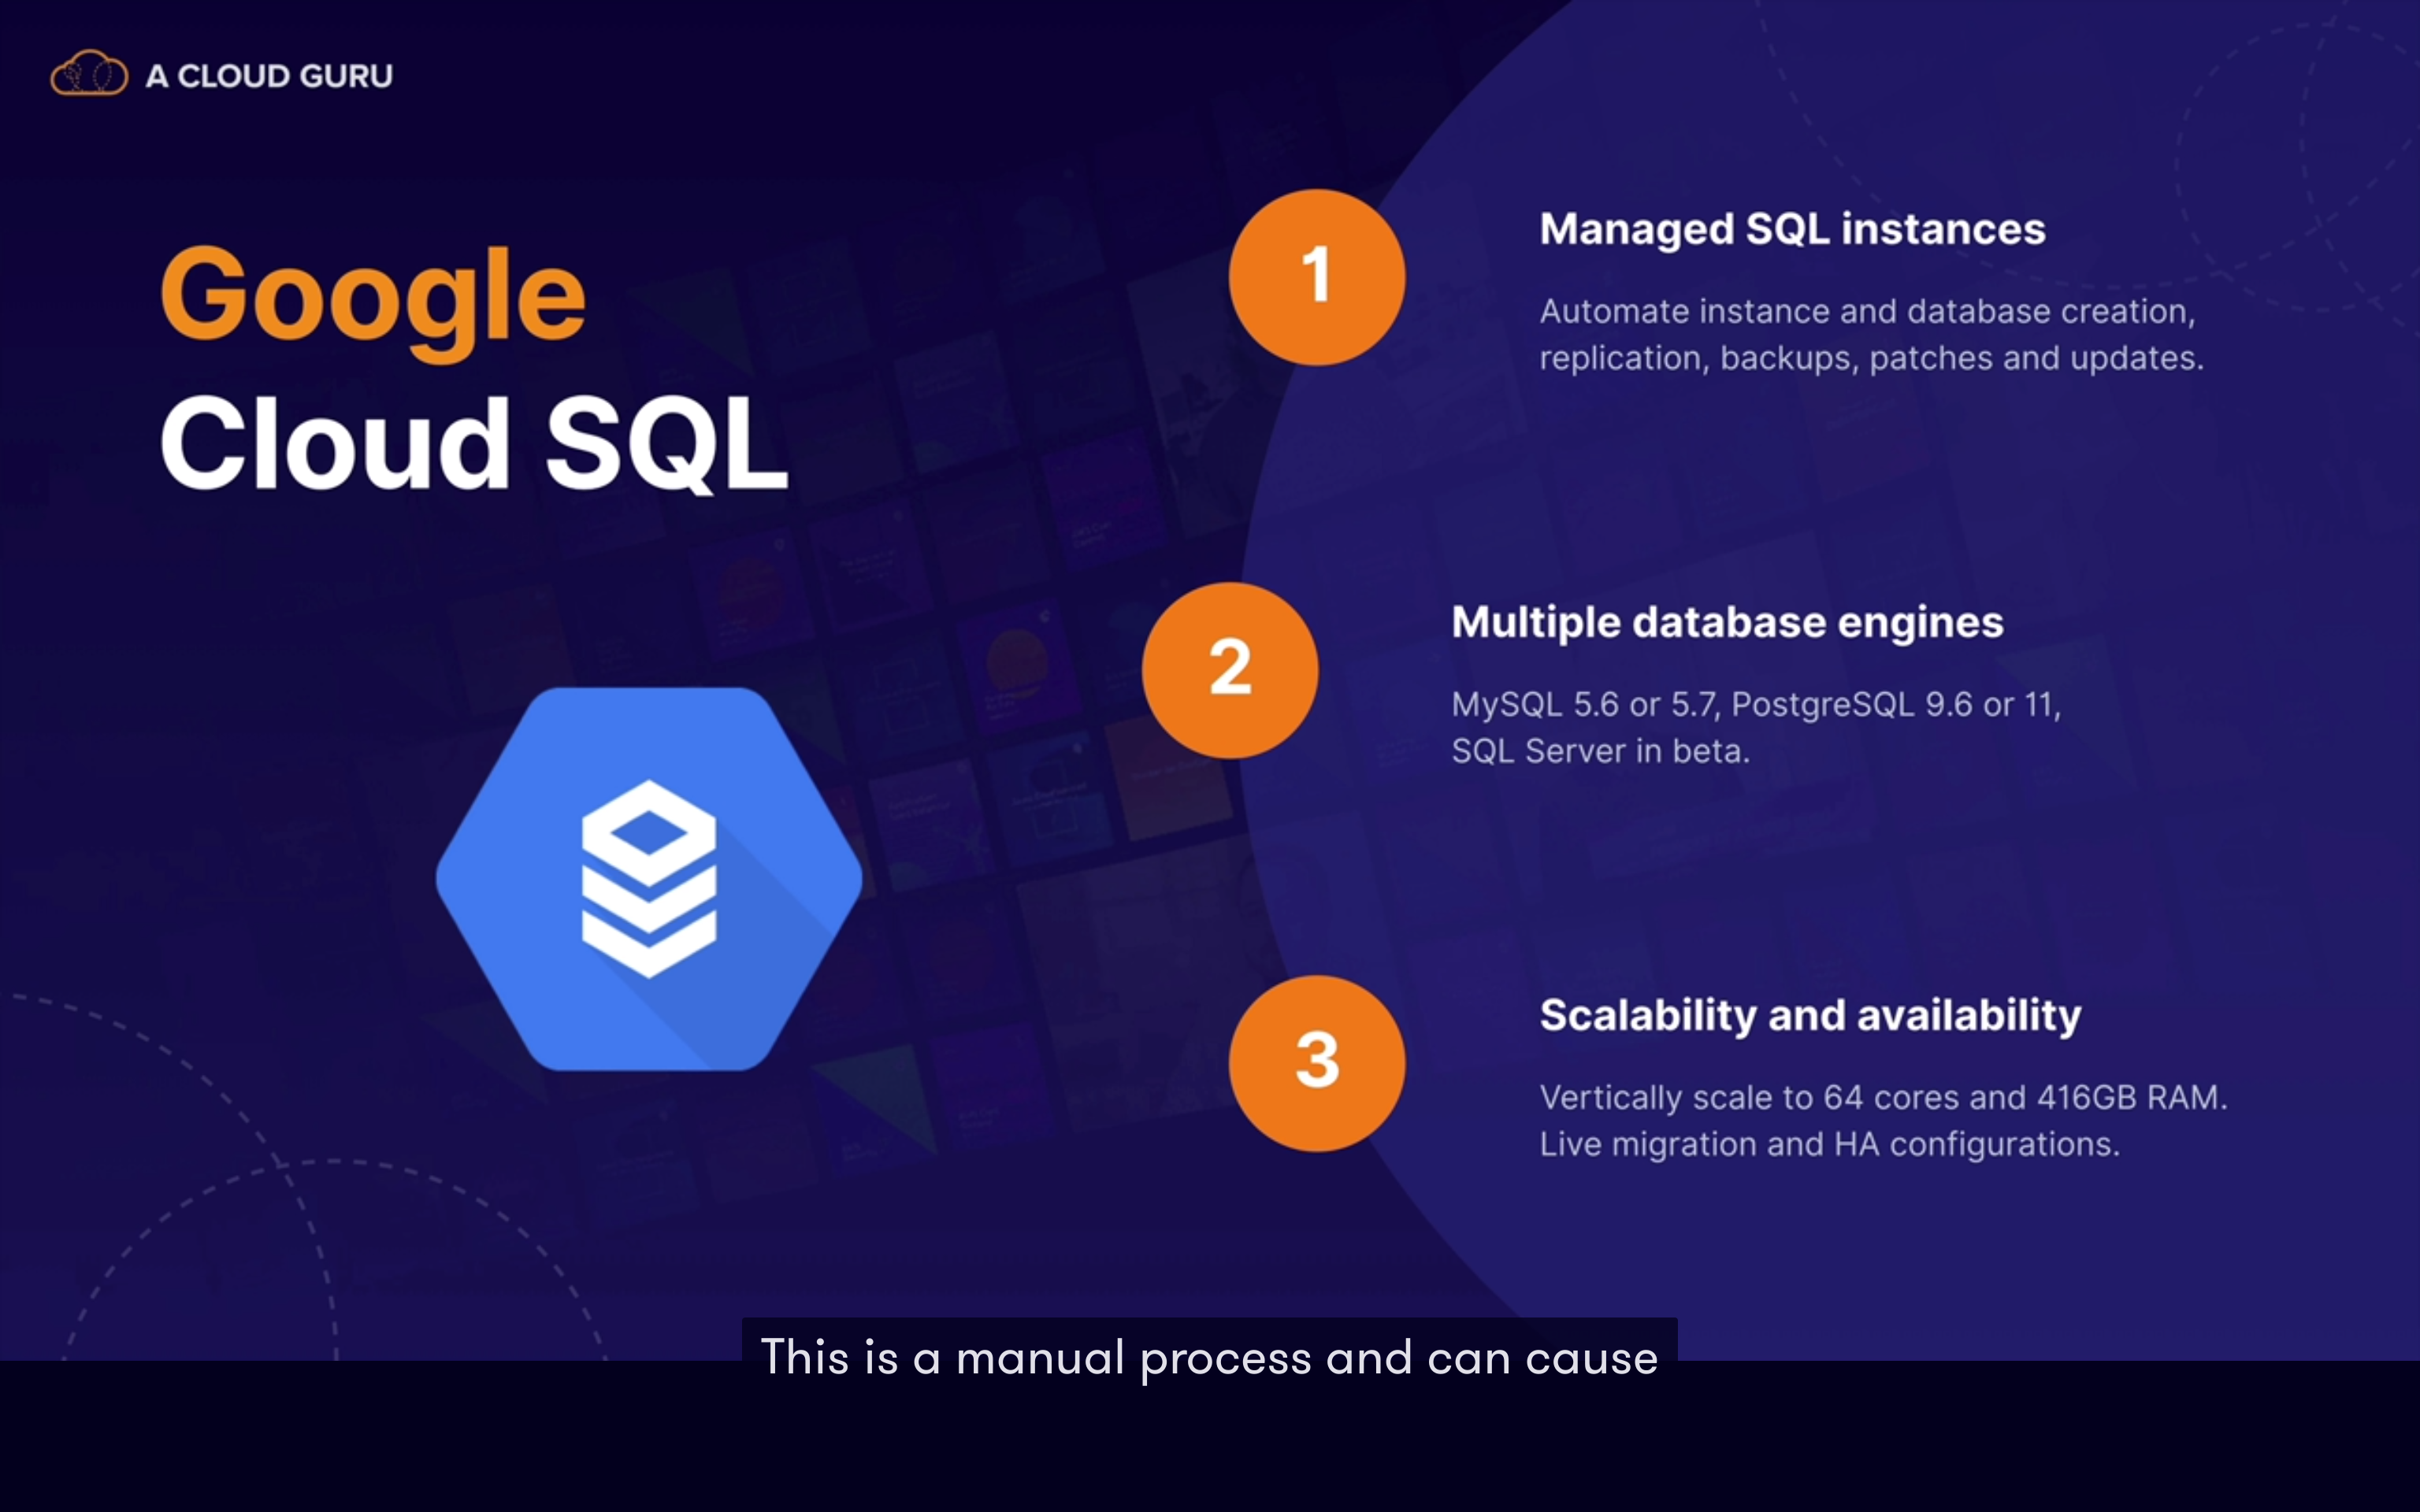 A CLOUD GURU
Google
Cloud SQL
1
Managed SQL instances
Automate instance and database creation,
replication, backups, patches and updates.
2
Multiple database engines
MySQL 5.6 or 5.7, PostgreSQL 9.6 or 11,
SQL Server in beta.
3
Scalability and availability
Vertically scale to 64 cores and 416GB RAM.
Live migration and HA configurations.
This is a manual process and can cause